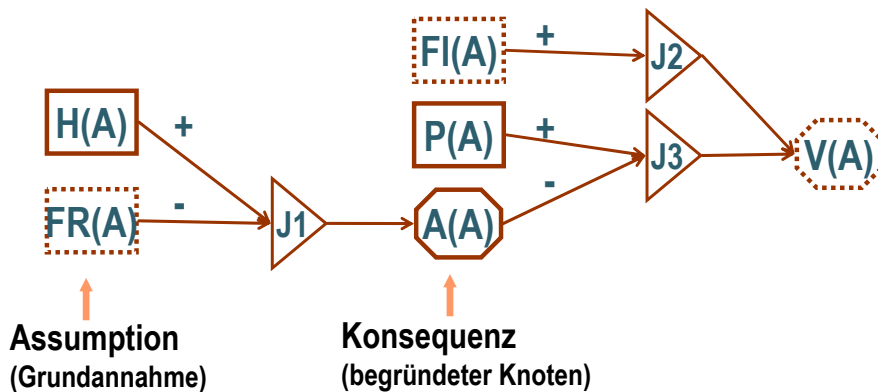 FI(A)
+
J2
H(A)
+
P(A)
+
J3
V(A)
FR(A)
-
J1
A(A)
-
Assumption
(Grundannahme)
Konsequenz
(begründeter Knoten)